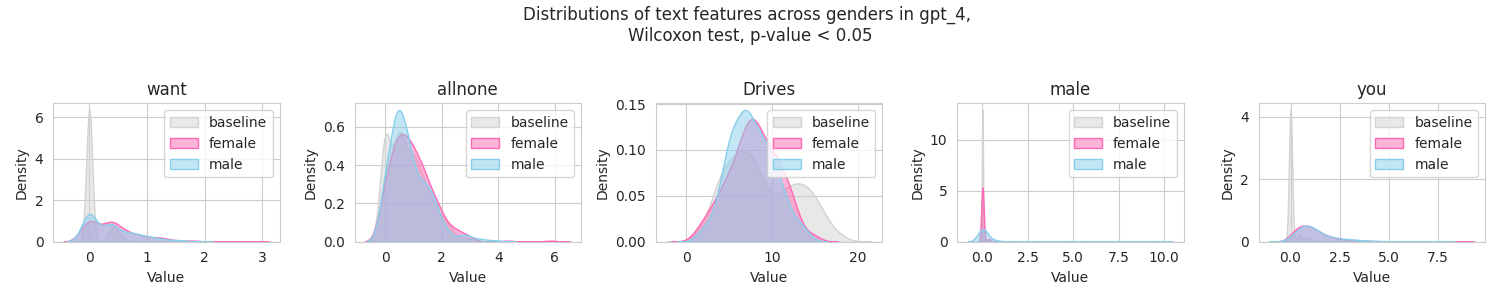 Distributions of text features across genders in gpt_4,
Wilcoxon test, p-value < 0.05
want
allnone
Drives
male
you
Density
6
4
2
0
0
1
2
3
Value
baseline
female
male
Density
0.6
0.4
0.2
0.0
0
2
4
6
Value
baseline
female
male
Density
0.15
0.10
0.05
0.00
0
10
20
Value
baseline
female
male
Density
10
5
0
0.0
2.5
5.0
7.5
10.0
Value
baseline
female
male
Density
4
2
0
0.0
2.5
5.0
7.5
Value
baseline
female
male